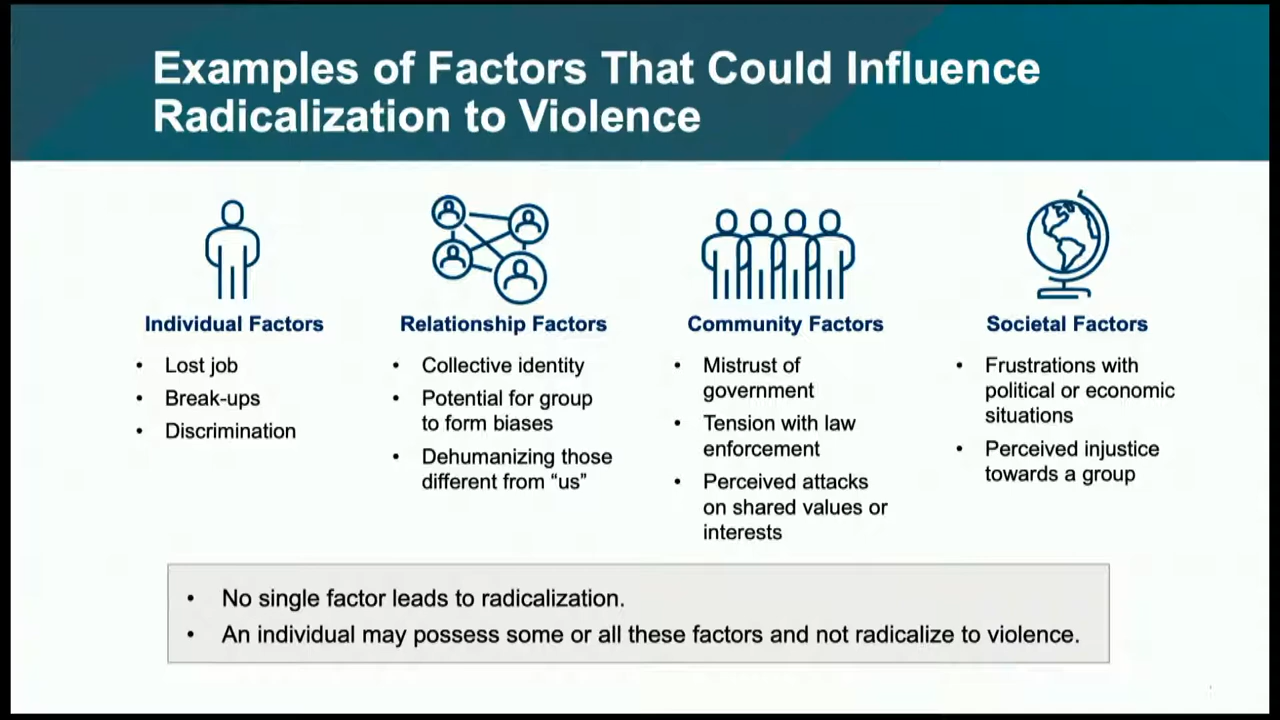 Examples of Factors That Could Influence
Radicalization to Violence
Individual Factors
• Lost job
• Break-ups
• Discrimination
Relationship Factors
• Collective identity
• Potential for group
to form biases
• Dehumanizing those
different from “us”
Community Factors
• Mistrust of
government
• Tension with law
enforcement
• Perceived attacks
on shared values or
interests
Societal Factors
• Frustrations with
political or economic
situations
• Perceived injustice
towards a group
• No single factor leads to radicalization.
• An individual may possess some or all these factors and not radicalize to violence.